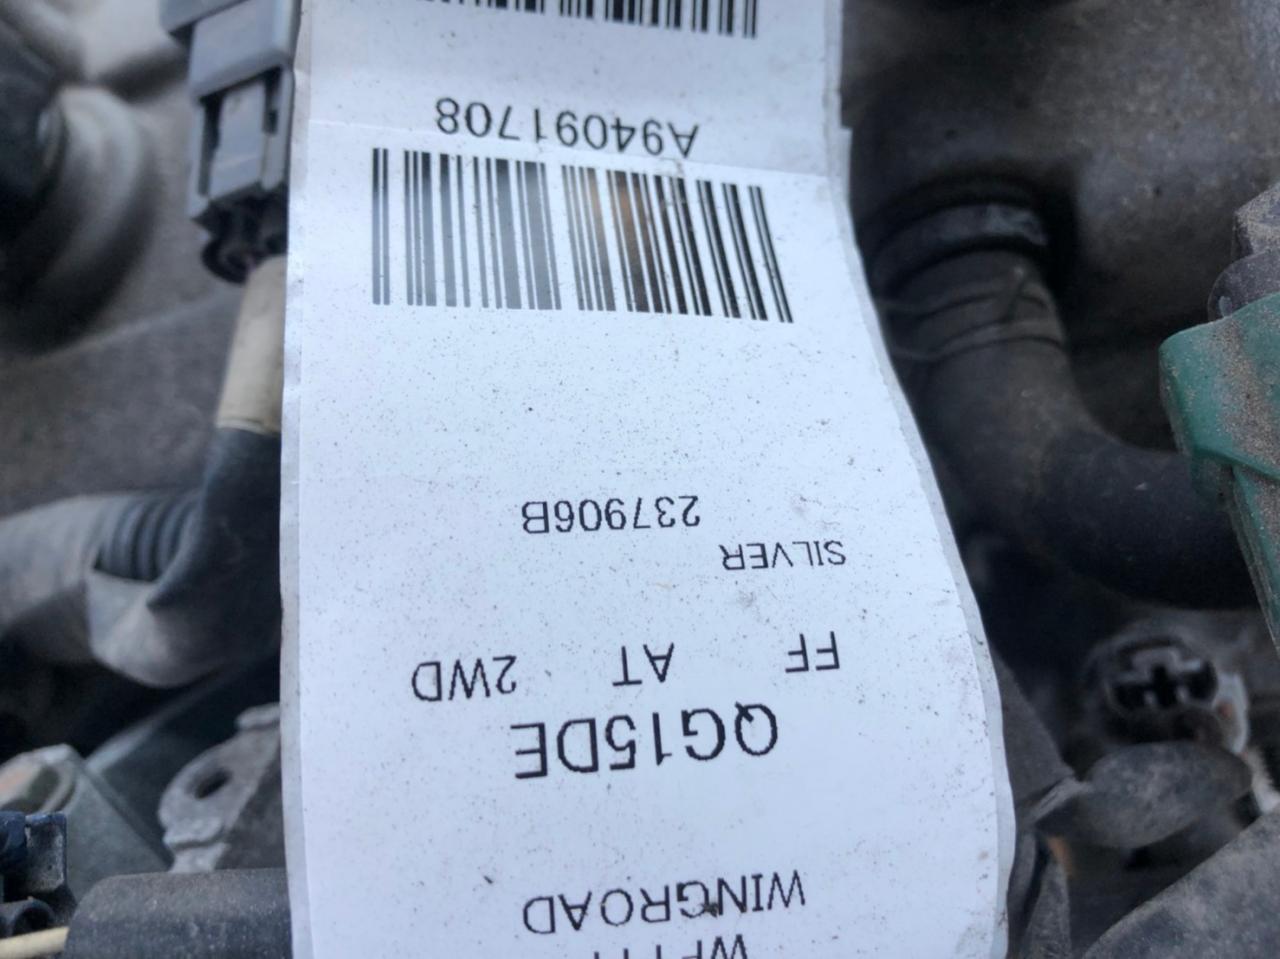 WINGROAD
QG15DE
FF AT 2WD
SILVER
237906B
A94091708